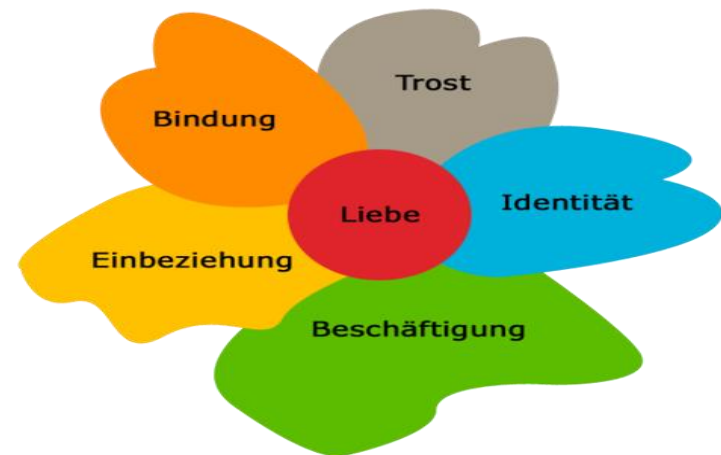 Trost
Bindung
Identität
Liebe
Einbeziehung
Beschäftigung